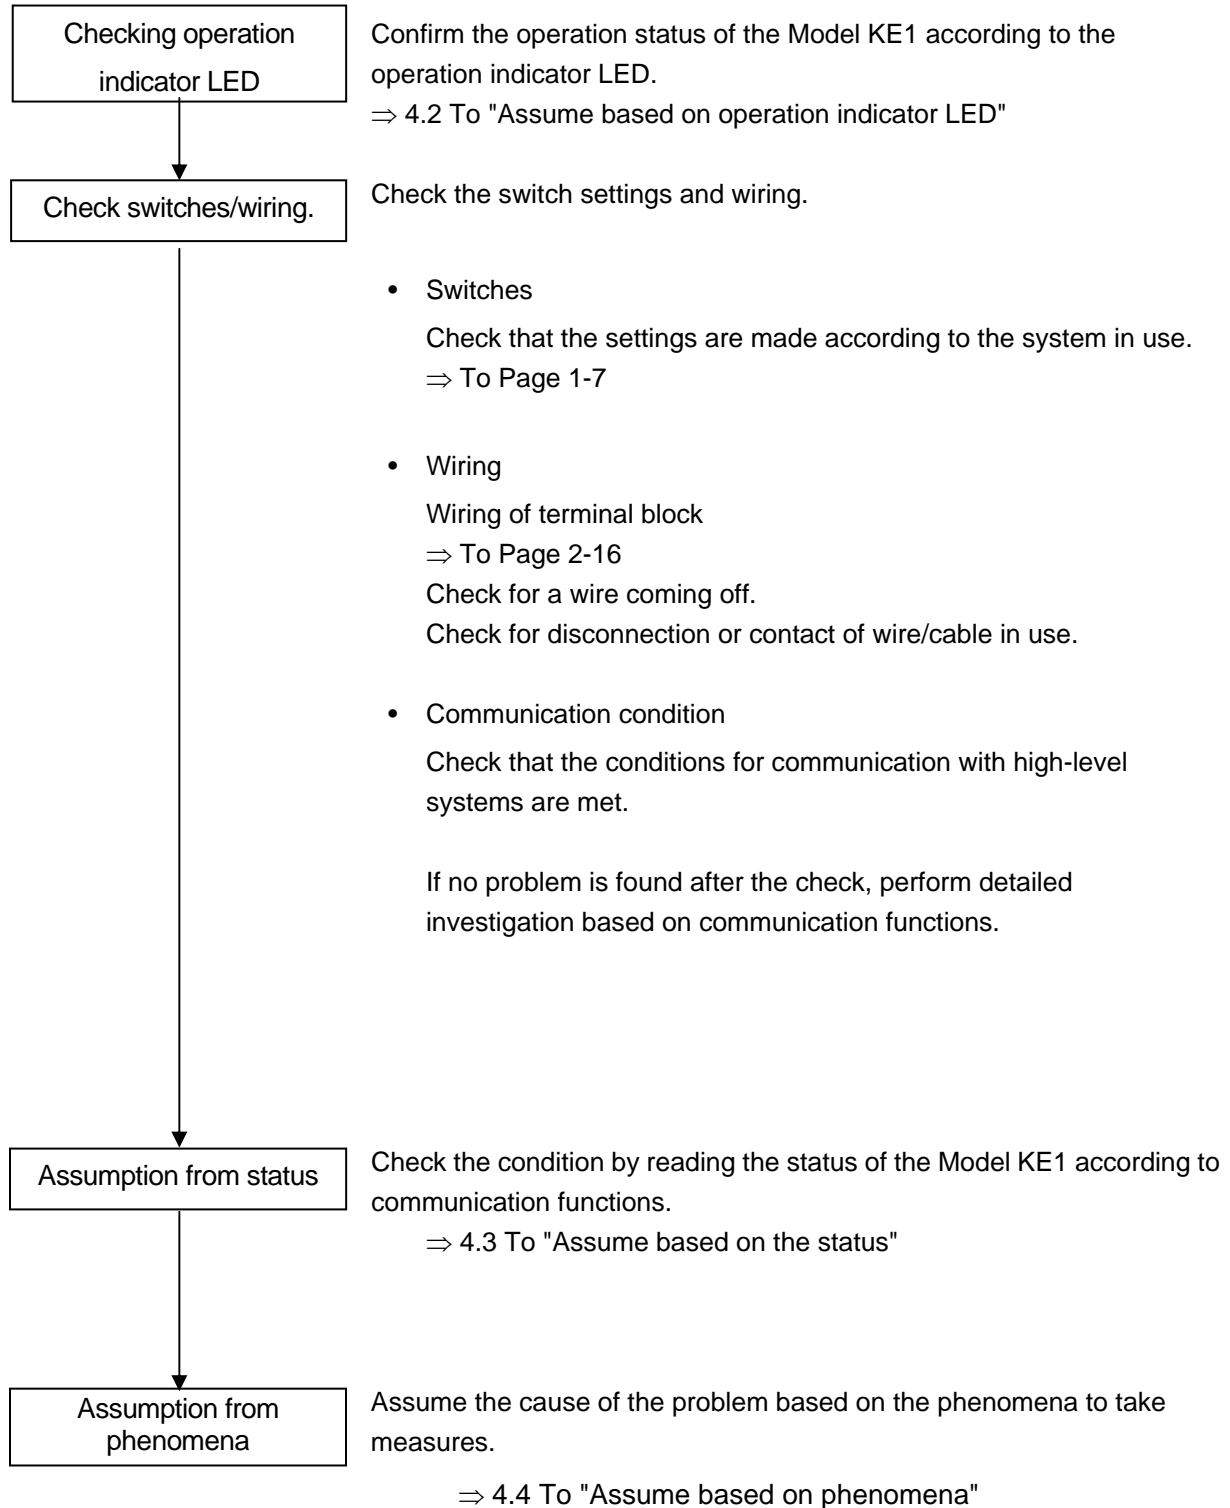 Checking operation
indicator LED
Confirm the operation status of the Model KE1 according to the
operation indicator LED.
⇒ 4.2 To "Assume based on operation indicator LED"
Check switches/wiring.
Check the switch settings and wiring.
• Switches
Check that the settings are made according to the system in use.
⇒ To Page 1-7
• Wiring
Wiring of terminal block
⇒ To Page 2-16
Check for a wire coming off.
Check for disconnection or contact of wire/cable in use.
• Communication condition
Check that the conditions for communication with high-level
systems are met.
If no problem is found after the check, perform detailed
investigation based on communication functions.
Assumption from status
Check the condition by reading the status of the Model KE1 according to
communication functions.
⇒ 4.3 To "Assume based on the status"
Assumption from
phenomena
Assume the cause of the problem based on the phenomena to take
measures.
⇒ 4.4 To "Assume based on phenomena"